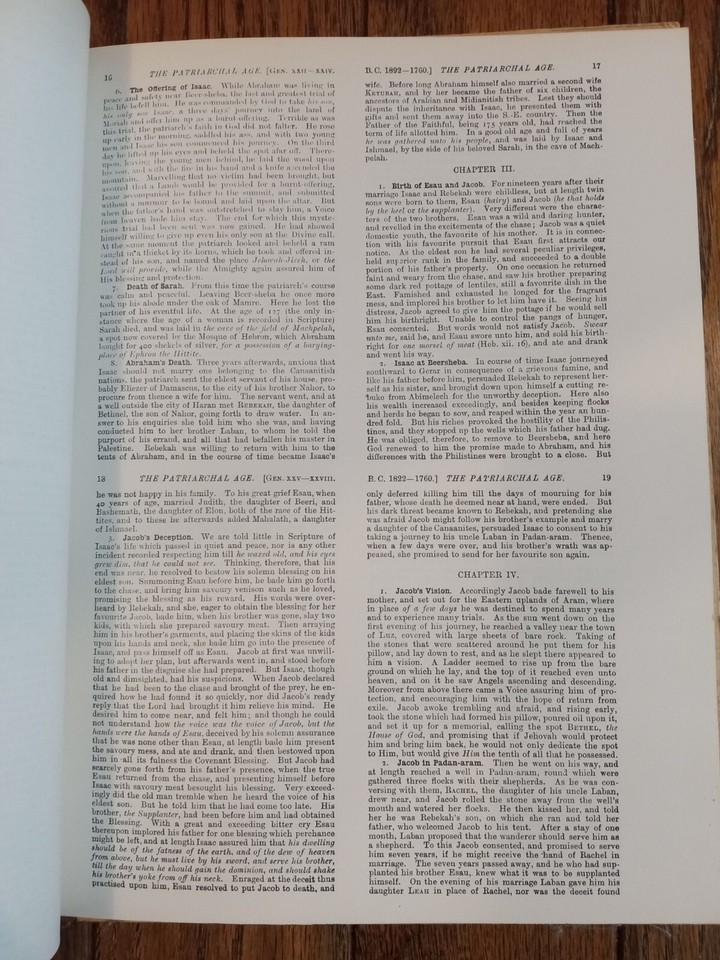 16 THE PATRIARCHAL AGE. [GEN. XXII—XXIV.
6. The Offering of Isaac. While Abraham was living in
peace and safety near Beer-sheba, the last and greatest trial of
his life befell him. He was commanded by God to take his son,
his only son Isaac, a three days' journey into the land of
Moriah and offer him up as a burnt offering. Terrible as was
this trial, the patriarch's faith in God did not falter. He rose
up early in the morning, saddled his ass, and with two young
men and Isaac his son commenced his journey. On the third
day he lifted up his eyes and beheld the spot afar off. There-
upon, leaving the young men behind, he laid the wood upon
his son, and with the fire in his hand and a knife ascended the
mountain. Marvelling that no victim had been brought, but
assured that a Lamb would be provided for a burnt-offering,
Isaac accompanied his father to the summit, and submitted
without a murmur to be bound and laid upon the altar. But
when the father's hand was outstretched to slay him, a Voice
from heaven bade him stay. The end for which this myste-
rious trial had been sent was now gained. He had showed
himself willing to give up even his only son at the Divine call.
At the same moment the patriarch looked and beheld a ram
caught in a thicket by its horns, which he took and offered in-
stead of his son, and named the place Jehovah-Jireh, or the
Lord will provide, while the Almighty again assured him of
His blessing and protection.
7. Death of Sarah. From this time the patriarch's course
was calm and peaceful. Leaving Beer-sheba he once more
took up his abode under the oak of Mamre. Here he lost the
partner of his eventful life. At the age of 127 (the only in-
stance where the age of a woman is recorded in Scripture)
Sarah died, and was laid in the cave of the field of Machpelah,
a spot now covered by the Mosque of Hebron, which Abraham
bought for 400 shekels of silver, for a possession of a burying-
place of Ephron the Hittite.
8. Abraham's Death. Three years afterwards, anxious that
Isaac should not marry one belonging to the Canaanitish
nations, the patriarch sent the eldest servant of his house, pro-
bably Eliezer of Damascus, to the city of his brother Nahor, to
procure from thence a wife for him. The servant went, and at
a well outside the city of Haran met REBEKAH, the daughter of
Bethuel, the son of Nahor, going forth to draw water. In an-
swer to his enquiries she told him who she was, and having
conducted him to her brother Laban, to whom he told the
purport of his errand, and all that had befallen his master in
Palestine. Rebekah was willing to return with him to the
tents of Abraham, and in the course of time became Isaac's
B.C. 1892—1760.] THE PATRIARCHAL AGE. 17
wife. Before long Abraham himself also married a second wife
KETURAH, and by her became the father of six children, the
ancestors of Arabian and Midianitish tribes. Lest they should
dispute the inheritance with Isaac, he presented them with
gifts and sent them away into the S.-E. country. Then the
Father of the Faithful, being 175 years old, had reached the
term of life allotted him. In a good old age and full of years
he was gathered unto his people, and was laid by Isaac and
Ishmael, by the side of his beloved Sarah, in the cave of Mach-
pelah.
CHAPTER III.
1. Birth of Esau and Jacob. For nineteen years after their
marriage Isaac and Rebekah were childless, but at length twin
sons were born to them, Esau (hairy) and Jacob (he that holds
by the heel or the supplanter). Very different were the charac-
ters of the two brothers. Esau was a wild and daring hunter,
and revelled in the excitements of the chase; Jacob was a quiet
domestic youth, the favourite of his mother. It is in connec-
tion with his favourite pursuit that Esau first attracts our
notice. As the eldest son he had several peculiar privileges,
held superior rank in the family, and succeeded to a double
portion of his father's property. On one occasion he returned
faint and weary from the chase, and saw his brother preparing
some dark red pottage of lentiles, still a favourite dish in the
East. Famished and exhausted he longed for the fragrant
mess, and implored his brother to let him have it. Seeing his
distress, Jacob agreed to give him the pottage if he would sell
him his birthright. Unable to control the pangs of hunger,
Esau consented. But words would not satisfy Jacob. Swear
unto me, said he, and Esau swore unto him, and sold his birth-
right for one morsel of meat (Heb. xii. 16), and ate and drank
and went his way.
2. Isaac at Beersheba. In course of time Isaac journeyed
southward to Gerar in consequence of a grievous famine, and
like his father before him, persuaded Rebekah to represent her-
self as his sister, and brought down upon himself a cutting re-
buke from Abimelech for the unworthy deception. Here also
his wealth increased exceedingly, and besides keeping flocks
and herds he began to sow, and reaped within the year an hun-
dred fold. But his riches provoked the hostility of the Philis-
tines, and they stopped up the wells which his father had dug.
He was obliged, therefore, to remove to Beersheba, and here
God renewed to him the promise made to Abraham, and his
differences with the Philistines were brought to a close. But
18 THE PATRIARCHAL AGE. [GEN. XXV—XXVIII.
he was not happy in his family. To his great grief Esau, when
40 years of age, married Judith, the daughter of Beeri, and
Bashemath, the daughter of Elon, both of the race of the Hit-
tites, and to these he afterwards added Mahalath, a daughter
of Ishmael.
3. Jacob's Deception. We are told little in Scripture of
Isaac's life which passed in quiet and peace, nor is any other
incident recorded respecting him till he waxed old, and his eyes
grew dim, that he could not see. Thinking, therefore, that his
end was near, he resolved to bestow his solemn blessing on his
eldest son. Summoning Esau before him, he bade him go forth
to the chase, and bring him savoury venison such as he loved,
promising the blessing as his reward. His words were over-
heard by Rebekah, and she, eager to obtain the blessing for her
favourite Jacob, bade him, when his brother was gone, slay two
kids, with which she prepared savoury meat. Then arraying
him in his brother's garments, and placing the skins of the kids
upon his hands and neck, she bade him go into the presence of
Isaac, and pass himself off as Esau. Jacob at first was unwill-
ing to adopt her plan, but afterwards went in, and stood before
his father in the disguise she had prepared. But Isaac, though
old and dimsighted, had his suspicions. When Jacob declared
that he had been to the chase and brought the prey, he en-
quired how he had found it so quickly, nor did Jacob's ready
reply that the Lord had brought it him relieve his mind. He
desired him to come near, and felt him; and though he could
not understand how the voice was the voice of Jacob, but the
hands were the hands of Esau, deceived by his solemn assurance
that he was none other than Esau, at length bade him present
the savoury mess, and ate and drank, and then bestowed upon
him in all its fulness the Covenant Blessing. But Jacob had
scarcely gone forth from his father's presence, when the true
Esau returned from the chase, and presenting himself before
Isaac with savoury meat besought his blessing. Very exceed-
ingly did the old man tremble when he heard the voice of his
eldest son. But he told him that he had come too late. His
brother, the Supplanter, had been before him and had obtained
the Blessing. With a great and exceeding bitter cry Esau
thereupon implored his father for one blessing which perchance
might be left, and at length Isaac assured him that his dwelling
should be of the fatness of the earth, and of the dew of heaven
from above, but he must live by his sword, and serve his brother,
till the day when he should gain the dominion, and should shake
his brother's yoke from off his neck. Enraged at the deceit thus
practised upon him, Esau resolved to put Jacob to death, and
B.C. 1822—1760.] THE PATRIARCHAL AGE. 19
only deferred killing him till the days of mourning for his
father, whose death he deemed near at hand, were ended. But
his dark threat became known to Rebekah, and pretending she
was afraid Jacob might follow his brother's example and marry
a daughter of the Canaanites, persuaded Isaac to consent to his
taking a journey to his uncle Laban in Padan-aram. Thence,
when a few days were over, and his brother's wrath was ap-
peased, she promised to send for her favourite son again.
CHAPTER IV.
1. Jacob's Vision. Accordingly Jacob bade farewell to his
mother, and set out for the Eastern uplands of Aram, where
in place of a few days he was destined to spend many years
and to experience many trials. As the sun went down on the
first evening of his journey, he reached a valley near the town
of Luz, covered with large sheets of bare rock. Taking of
the stones that were scattered around he put them for his
pillow, and lay down to rest, and as he slept there appeared to
him a vision. A Ladder seemed to rise up from the bare
ground on which he lay, and the top of it reached even unto
heaven, and on it he saw Angels ascending and descending.
Moreover from above there came a Voice assuring him of pro-
tection, and encouraging him with the hope of return from
exile. Jacob awoke trembling and afraid, and rising early,
took the stone which had formed his pillow, poured oil upon it,
and set it up for a memorial, calling the spot BETHEL, the
House of God, and promising that if Jehovah would protect
him and bring him back, he would not only dedicate the spot
to Him, but would give Him the tenth of all that he possessed.
2. Jacob in Padan-aram. Then he went on his way, and
at length reached a well in Padan-aram, round which were
gathered three flocks with their shepherds. As he was con-
versing with them, RACHEL, the daughter of his uncle Laban,
drew near, and Jacob rolled the stone away from the well's
mouth and watered her flocks. He then kissed her, and told
her he was Rebekah's son, on which she ran and told her
father, who welcomed Jacob to his tent. After a stay of one
month, Laban proposed that the wanderer should serve him as
a shepherd. To this Jacob consented, and promised to serve
him seven years, if he might receive the hand of Rachel in
marriage. The seven years passed away, and he who had sup-
planted his brother Esau, knew what it was to be supplanted
himself. On the evening of his marriage Laban gave him his
daughter LEAH in place of Rachel, nor was the deceit found